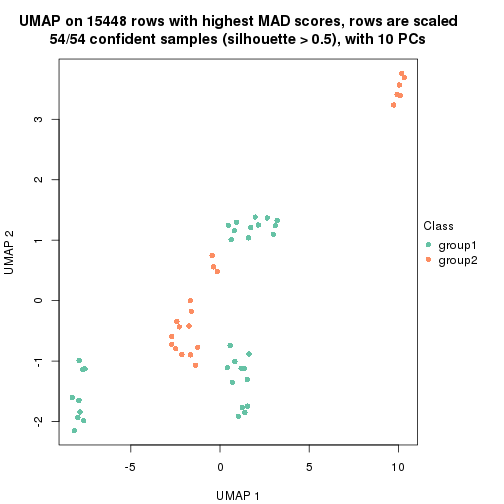 UMAP on 15448 rows with highest MAD scores, rows are scaled
54/54 confident samples (silhouette > 0.5), with 10 PCs
3
2
1
0
-1
-2
UMAP 2
-5
0
5
10
UMAP 1
Class
group1
group2